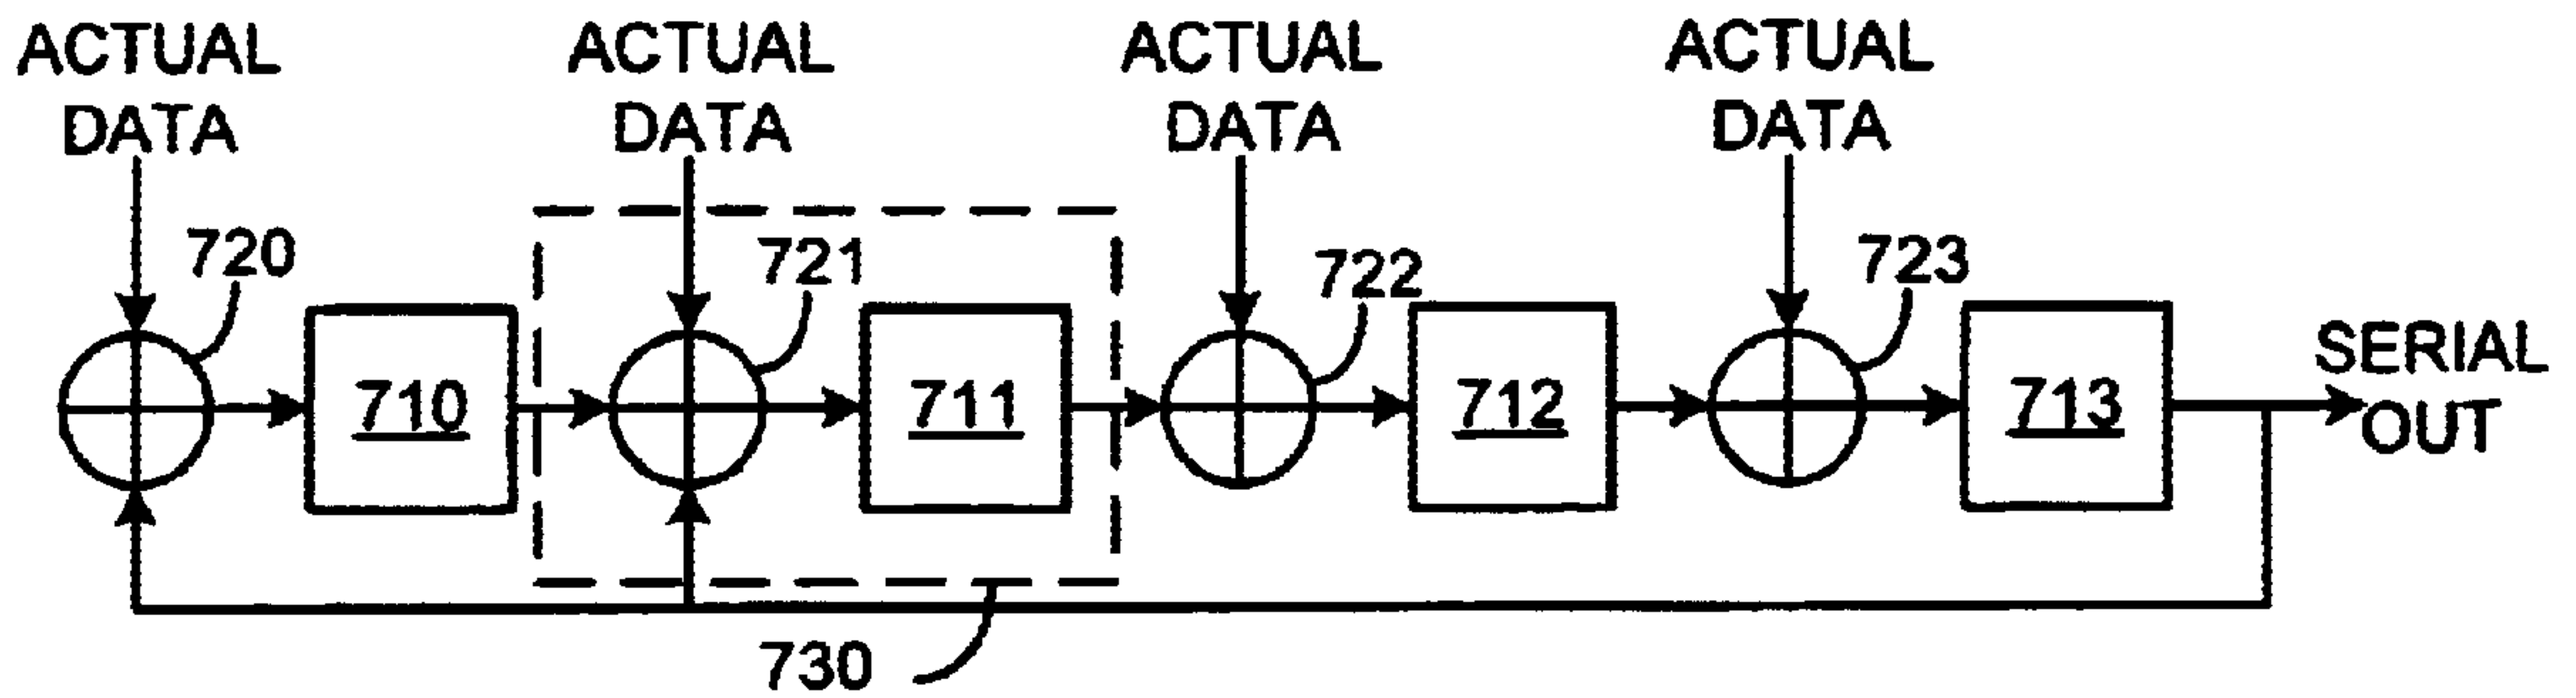 ACTUAL
DATA
ACTUAL
DATA
ACTUAL
DATA
ACTUAL
DATA
720
721
722
723
710
711
712
713
SERIAL
OUT
730